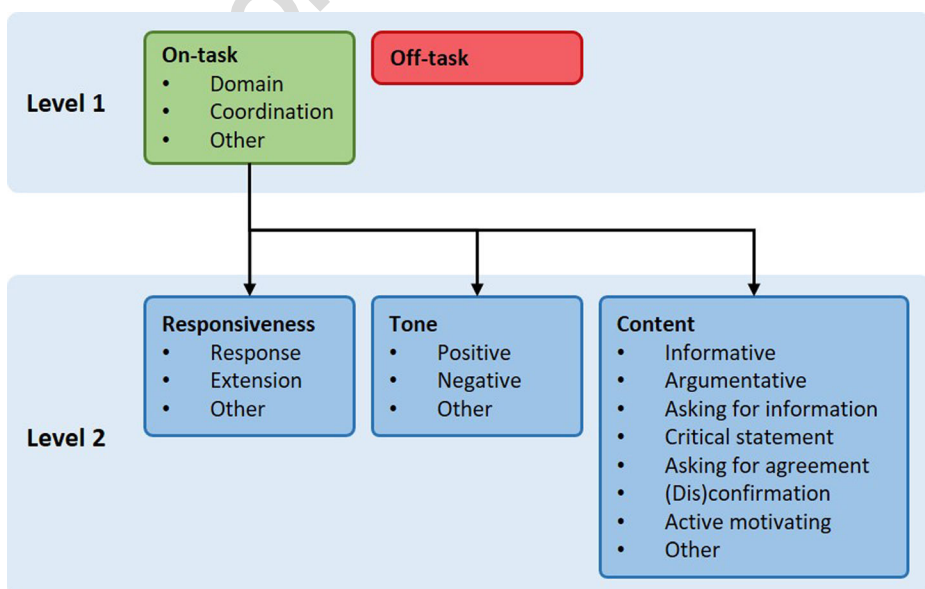 Level 1
On-task
• Domain
• Coordination
• Other
Off-task
Level 2
Responsiveness
• Response
• Extension
• Other
Tone
• Positive
• Negative
• Other
Content
• Informative
• Argumentative
• Asking for information
• Critical statement
• Asking for agreement
• (Dis)confirmation
• Active motivating
• Other